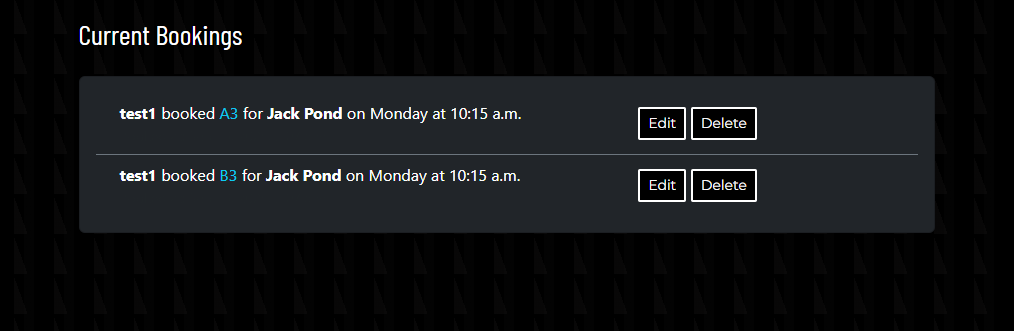 Current Bookings
test1 booked A3 for Jack Pond on Monday at 10:15 a.m.
Edit Delete
test1 booked B3 for Jack Pond on Monday at 10:15 a.m.
Edit Delete